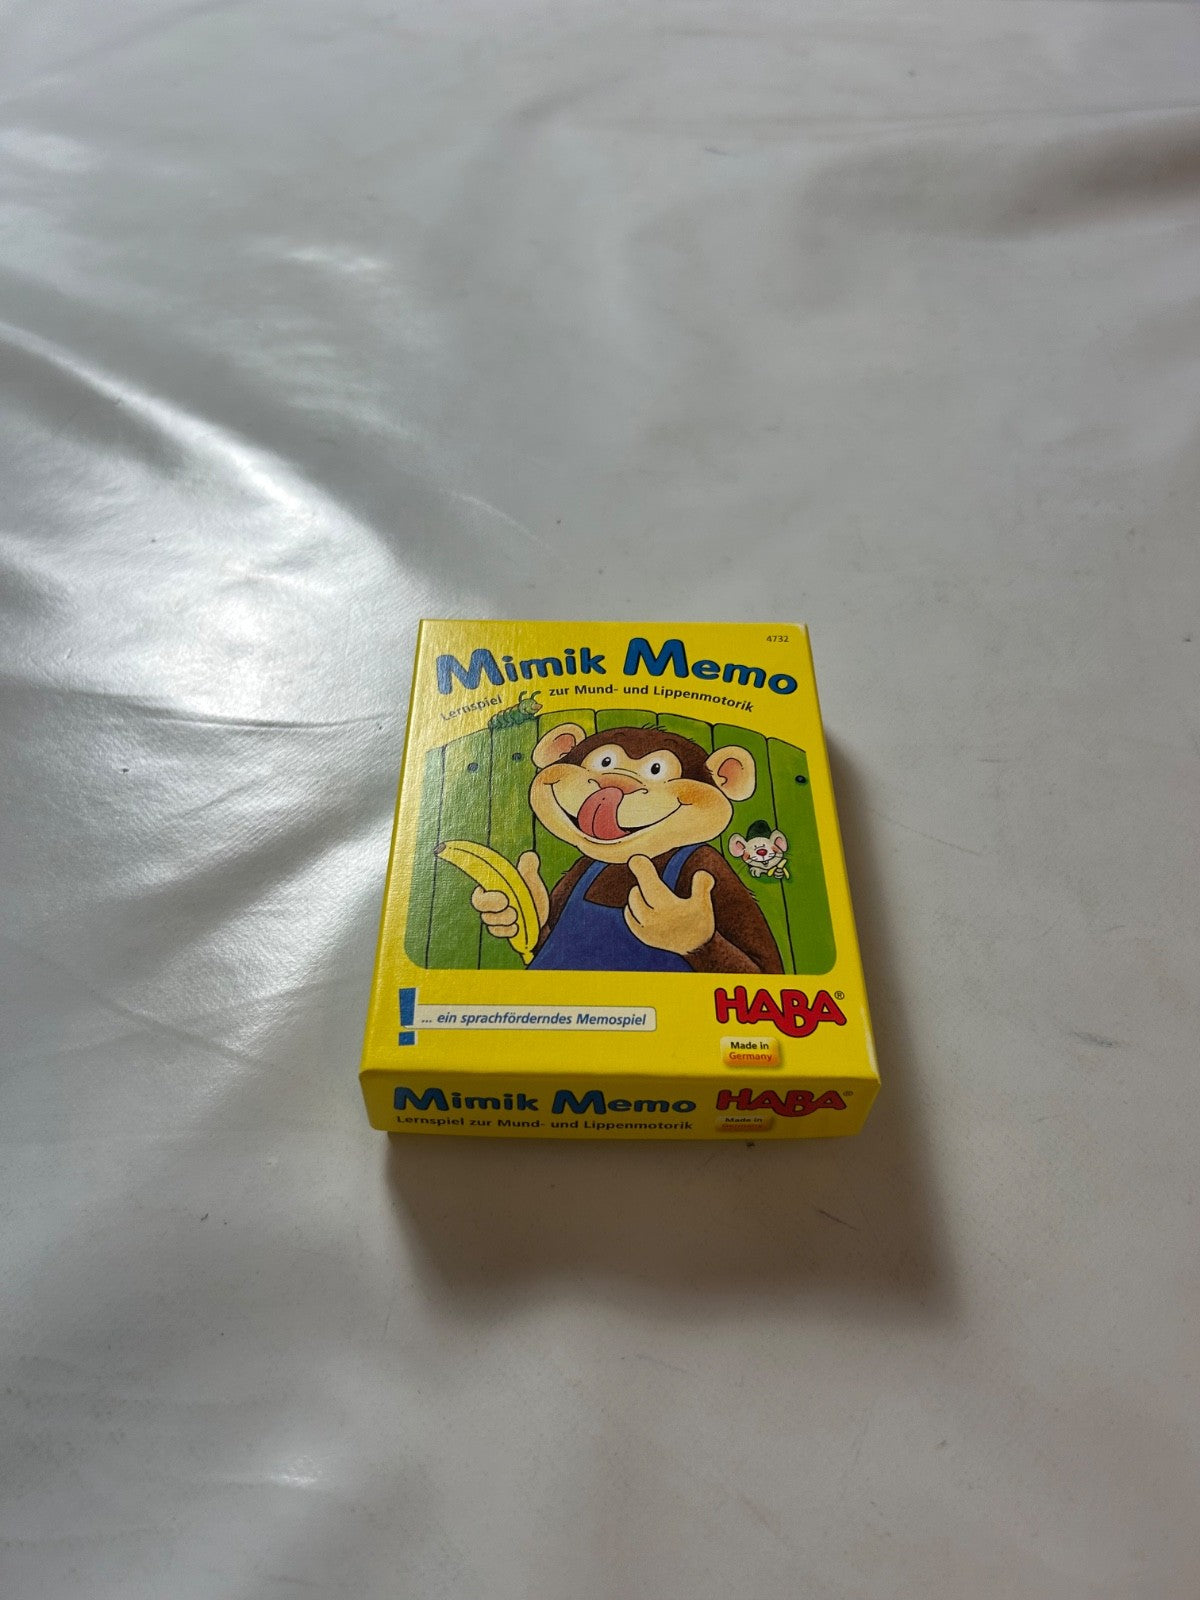 4732
Mimik Memo
Lernspiel zur Mund- und Lippenmotorik
! ... ein sprachförderndes Memospiel
HABA®
Made in
Germany
Mimik Memo HABA®
Lernspiel zur Mund- und Lippenmotorik
Made in
Germany